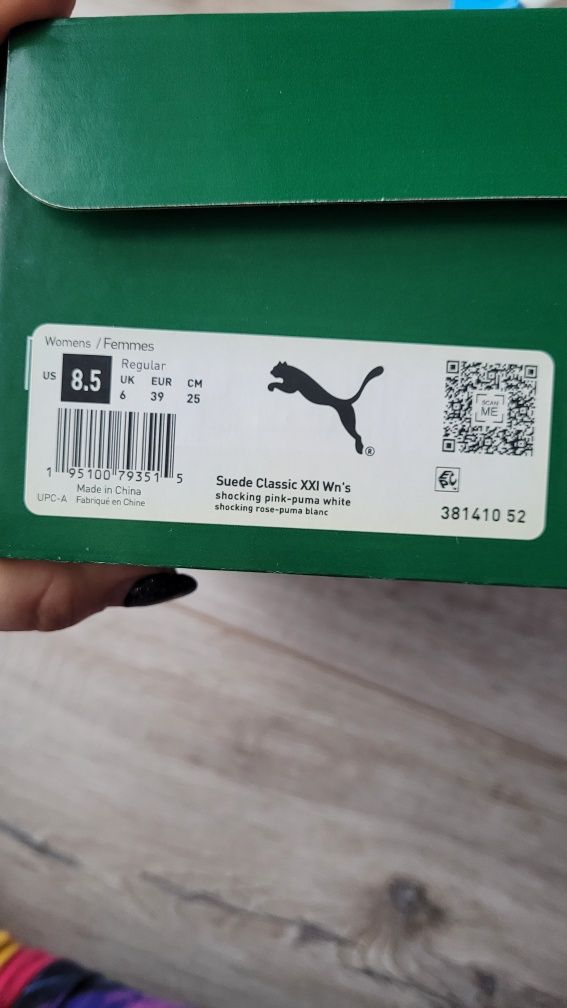 Womens / Femmes
Regular
US 8.5 UK EUR CM
6 39 25
1 95100 79351 5
Made in China
UPC-A Fabriqué en Chine
®
Suede Classic XXI Wn's
shocking pink-puma white
shocking rose-puma blanc
SCAN
ME
381410 52